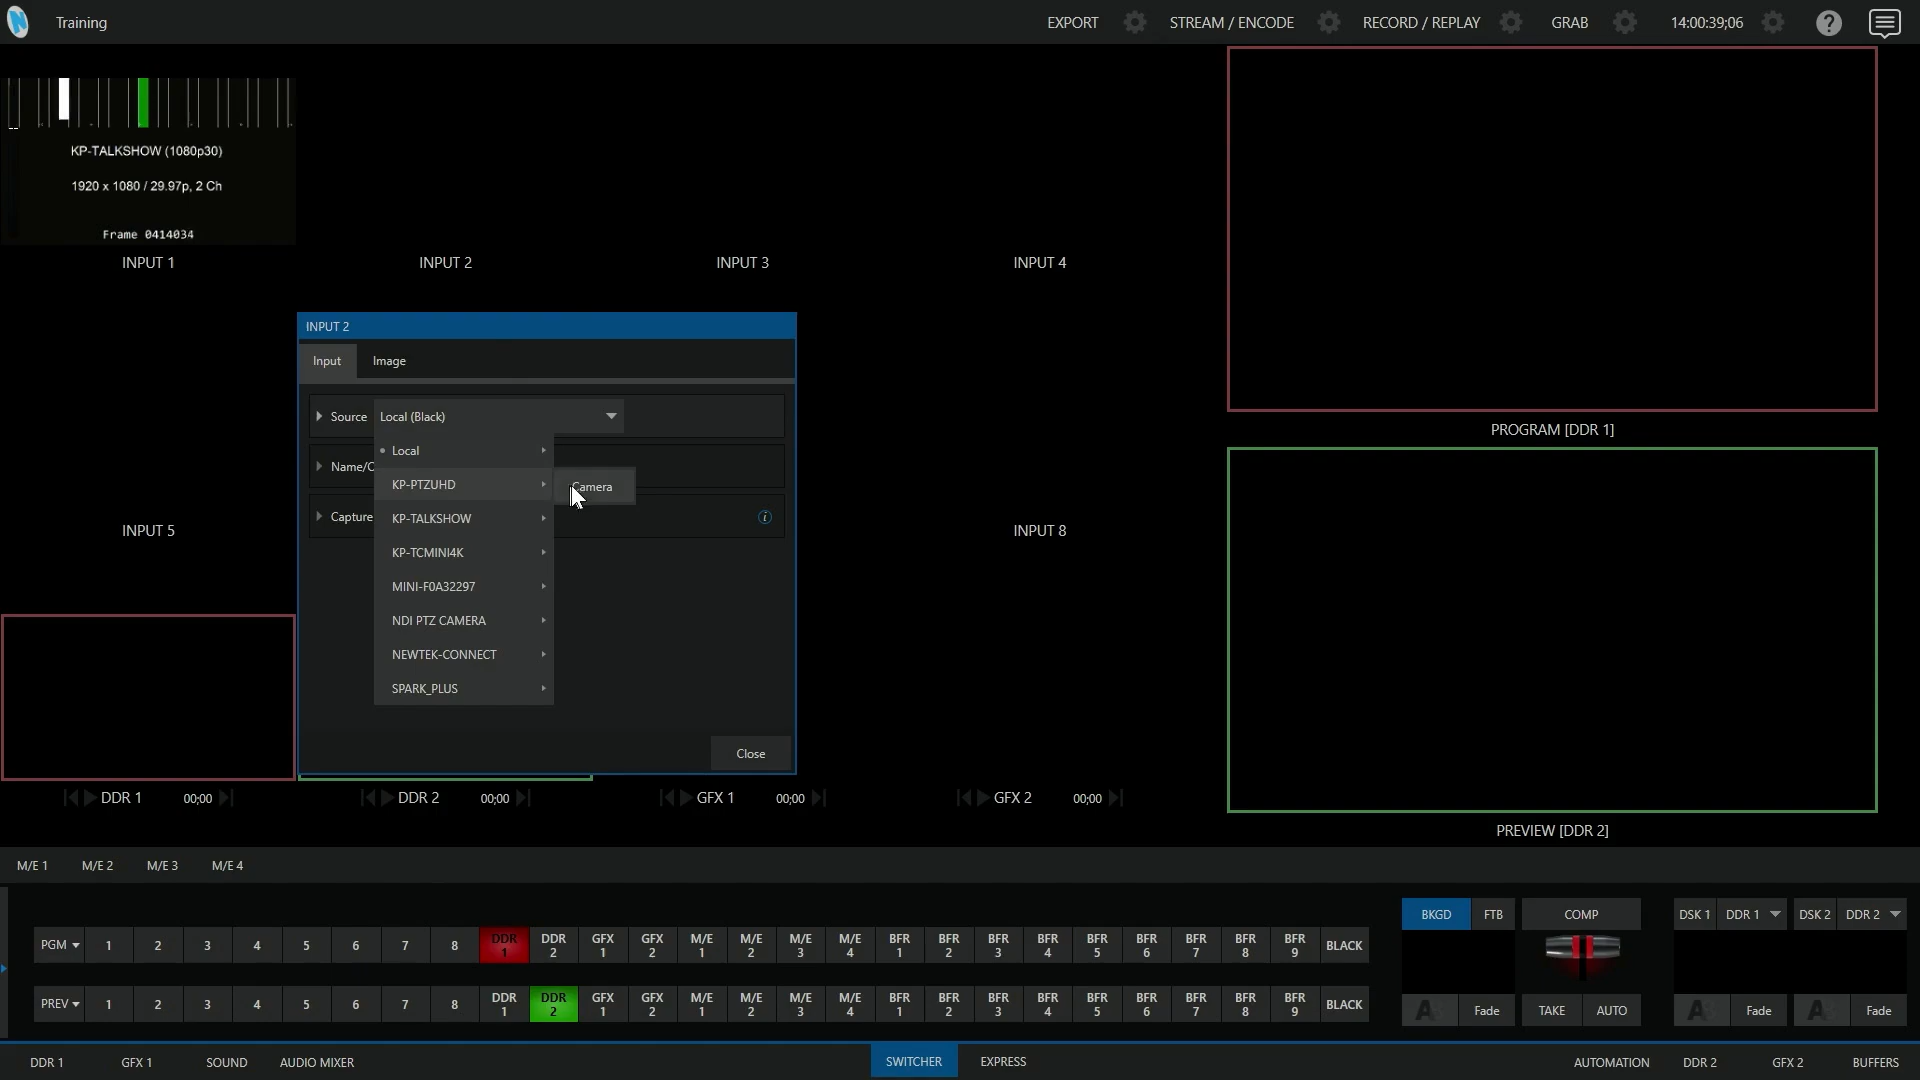 Training
EXPORT
STREAM / ENCODE
RECORD / REPLAY
GRAB
14:00:39;06
?
KP-TALKSHOW (1080p30)
1920 x 1080 / 29.97p, 2 Ch
Frame 0414034
INPUT 1
INPUT 2
INPUT 3
INPUT 4
INPUT 2
Input
Image
Source
Local (Black)
Local
Name/C
KP-PTZUHD
Camera
Capture
KP-TALKSHOW
KP-TCMINI4K
MINI-F0A32297
NDI PTZ CAMERA
NEWTEK-CONNECT
SPARK_PLUS
Close
PROGRAM [DDR 1]
INPUT 5
INPUT 8
DDR 1
00;00
DDR 2
00;00
GFX 1
00;00
GFX 2
00;00
PREVIEW [DDR 2]
M/E 1
M/E 2
M/E 3
M/E 4
PGM 1 2 3 4 5 6 7 8 DDR 1 DDR 2 GFX 1 GFX 2 M/E 1 M/E 2 M/E 3 M/E 4 BFR 1 BFR 2 BFR 3 BFR 4 BFR 5 BFR 6 BFR 7 BFR 8 BFR 9 BLACK
PREV 1 2 3 4 5 6 7 8 DDR 1 DDR 2 GFX 1 GFX 2 M/E 1 M/E 2 M/E 3 M/E 4 BFR 1 BFR 2 BFR 3 BFR 4 BFR 5 BFR 6 BFR 7 BFR 8 BFR 9 BLACK
BKGD
FTB
COMP
DSK 1
DDR 1
DSK 2
DDR 2
Fade
TAKE
AUTO
Fade
Fade
DDR 1
GFX 1
SOUND
AUDIO MIXER
SWITCHER
EXPRESS
AUTOMATION
DDR 2
GFX 2
BUFFERS